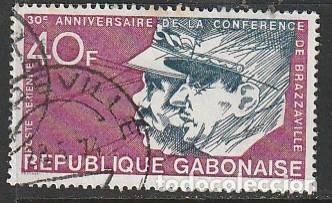 30e ANNIVERSAIRE DE LA CONFERENCE
DE BRAZZAVILLE
40F
POSTE AERIENNE
VILLE
REPUBLIQUE GABONAISE
todocoleccion